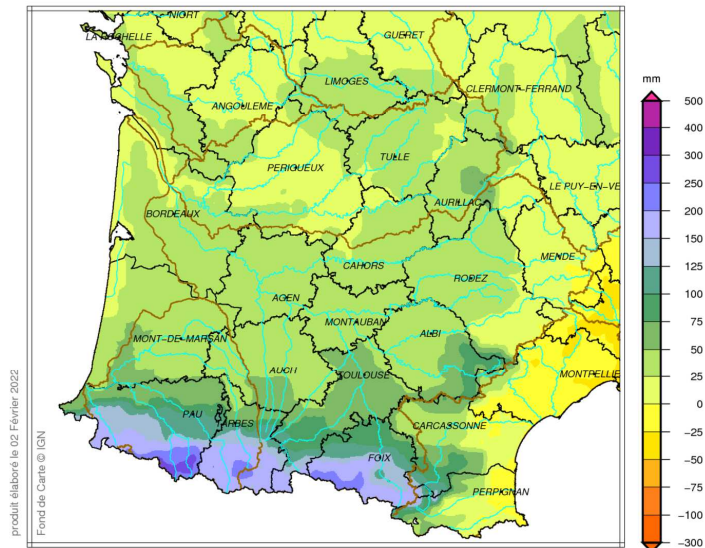 NIORT
LA ROCHELLE
GUERET
LIMOGES
CLERMONT-FERRAND
ANGOULEME
PERIGUEUX
TULLE
LE PUY-EN-VE
AURILLAC
BORDEAUX
MENDE
CAHORS
RODEZ
AGEN
MONTAUBAN
ALBI
MONT-DE-MARSAN
AUCH
TOULOUSE
MONTPELLIE
PAU
TARBES
CARCASSONNE
FOIX
PERPIGNAN
mm
500
400
300
250
200
150
125
100
75
50
25
0
-25
-50
-75
-100
-300
produit élaboré le 02 Février 2022
Fond de Carte © IGN